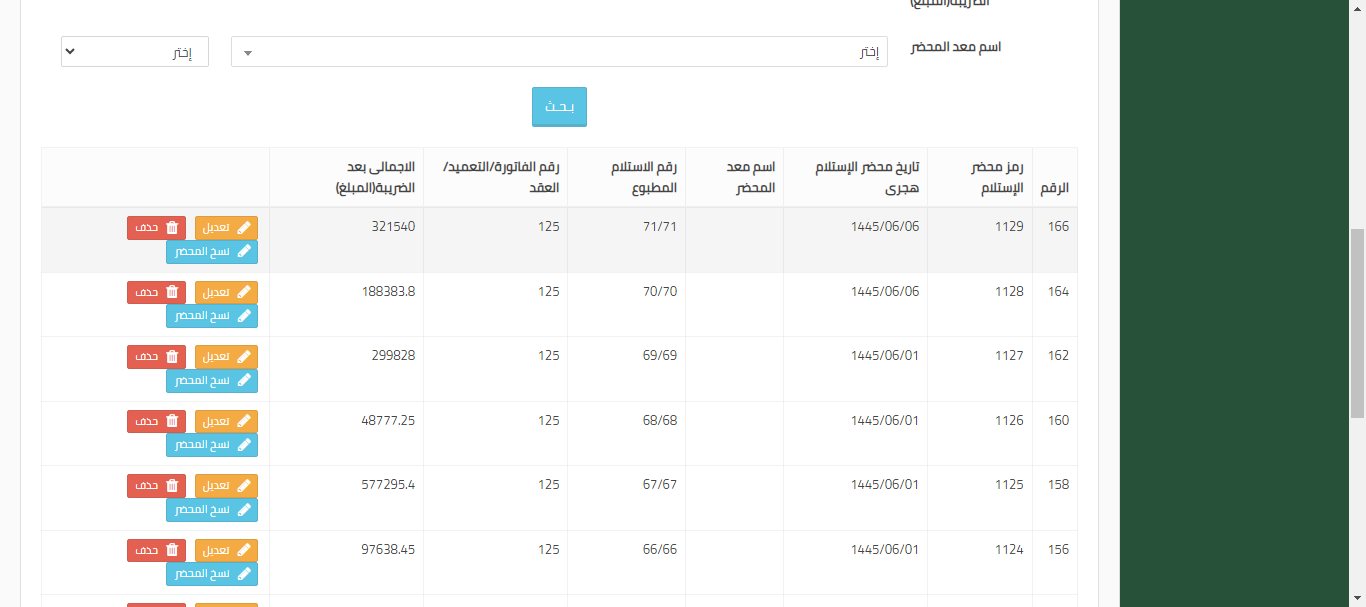 الضريبة(المبلغ)
اسم معد المحضر
إختر
إختر
بـحـث
الرقم
رمز محضر الإستلام
تاريخ محضر الإستلام هجرى
اسم معد المحضر
رقم الاستلام المطبوع
رقم الفاتورة/التعميد/العقد
الاجمالى بعد الضريبة(المبلغ)
166 1129 1445/06/06 71/71 125 321540 تعديل حذف
نسخ المحضر
164 1128 1445/06/06 70/70 125 188383.8 تعديل حذف
نسخ المحضر
162 1127 1445/06/01 69/69 125 299828 تعديل حذف
نسخ المحضر
160 1126 1445/06/01 68/68 125 48777.25 تعديل حذف
نسخ المحضر
158 1125 1445/06/01 67/67 125 577295.4 تعديل حذف
نسخ المحضر
156 1124 1445/06/01 66/66 125 97638.45 تعديل حذف
نسخ المحضر